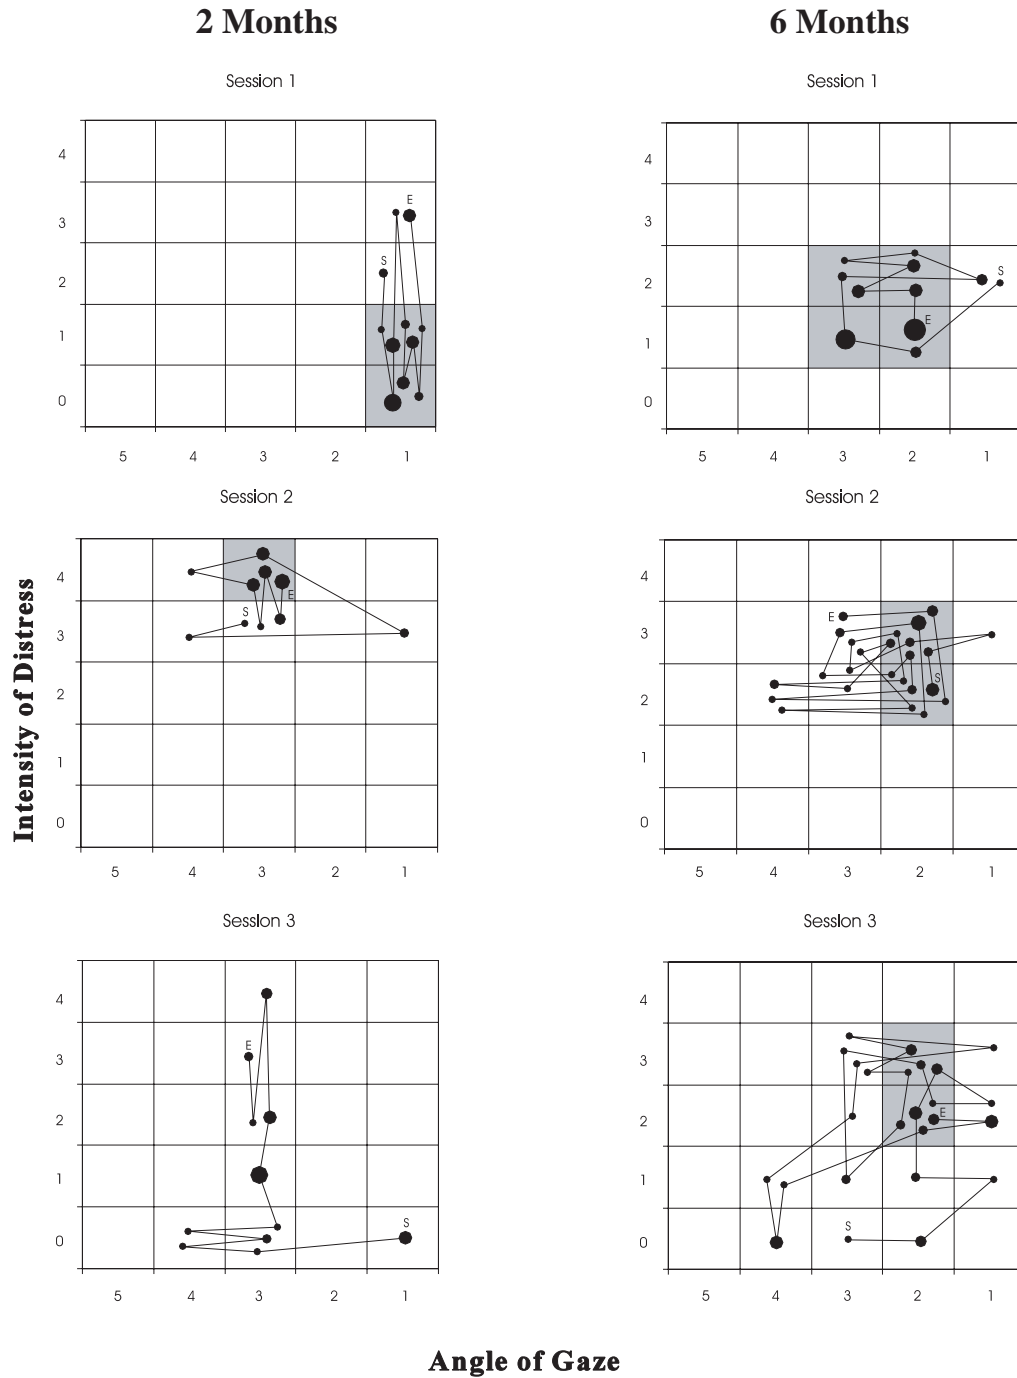 2 Months
6 Months
Session 1
Session 1
4
3
2
1
0
5 4 3 2 1
S
E
4
3
2
1
0
5 4 3 2 1
S
E
Session 2
Session 2
4
3
2
1
0
5 4 3 2 1
S
E
4
3
2
1
0
5 4 3 2 1
E
S
Session 3
Session 3
4
3
2
1
0
5 4 3 2 1
E
S
4
3
2
1
0
5 4 3 2 1
E
S
Intensity of Distress
Angle of Gaze